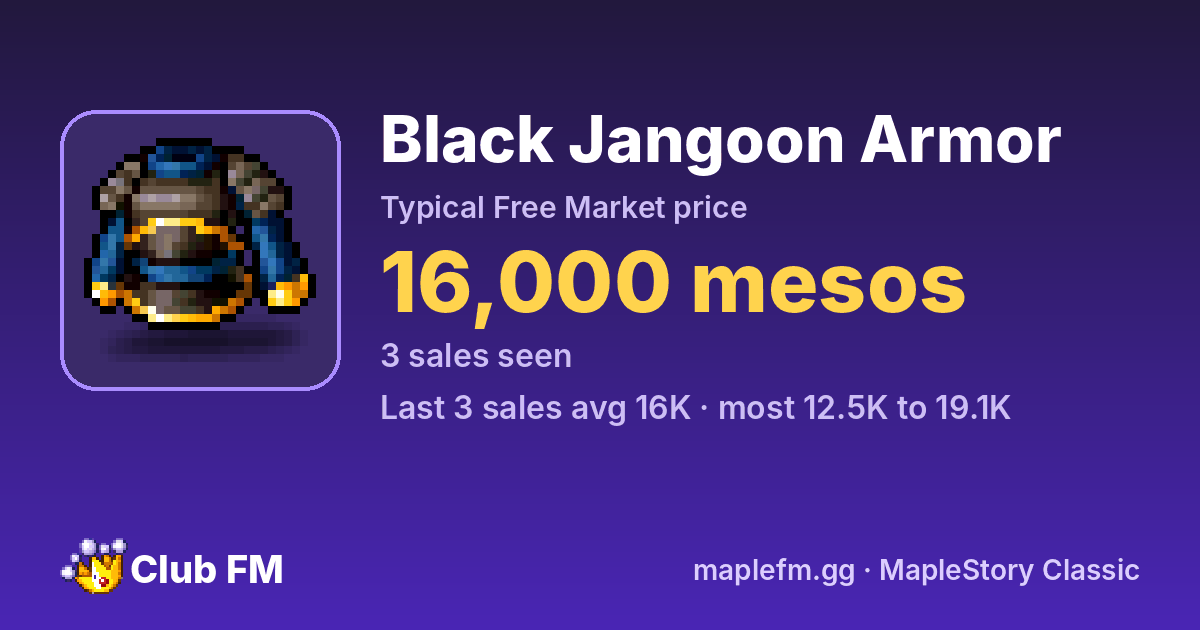 Black Jangoon Armor
Typical Free Market price
16,000 mesos
3 sales seen
Last 3 sales avg 16K · most 12.5K to 19.1K
Club FM
maplefm.gg · MapleStory Classic